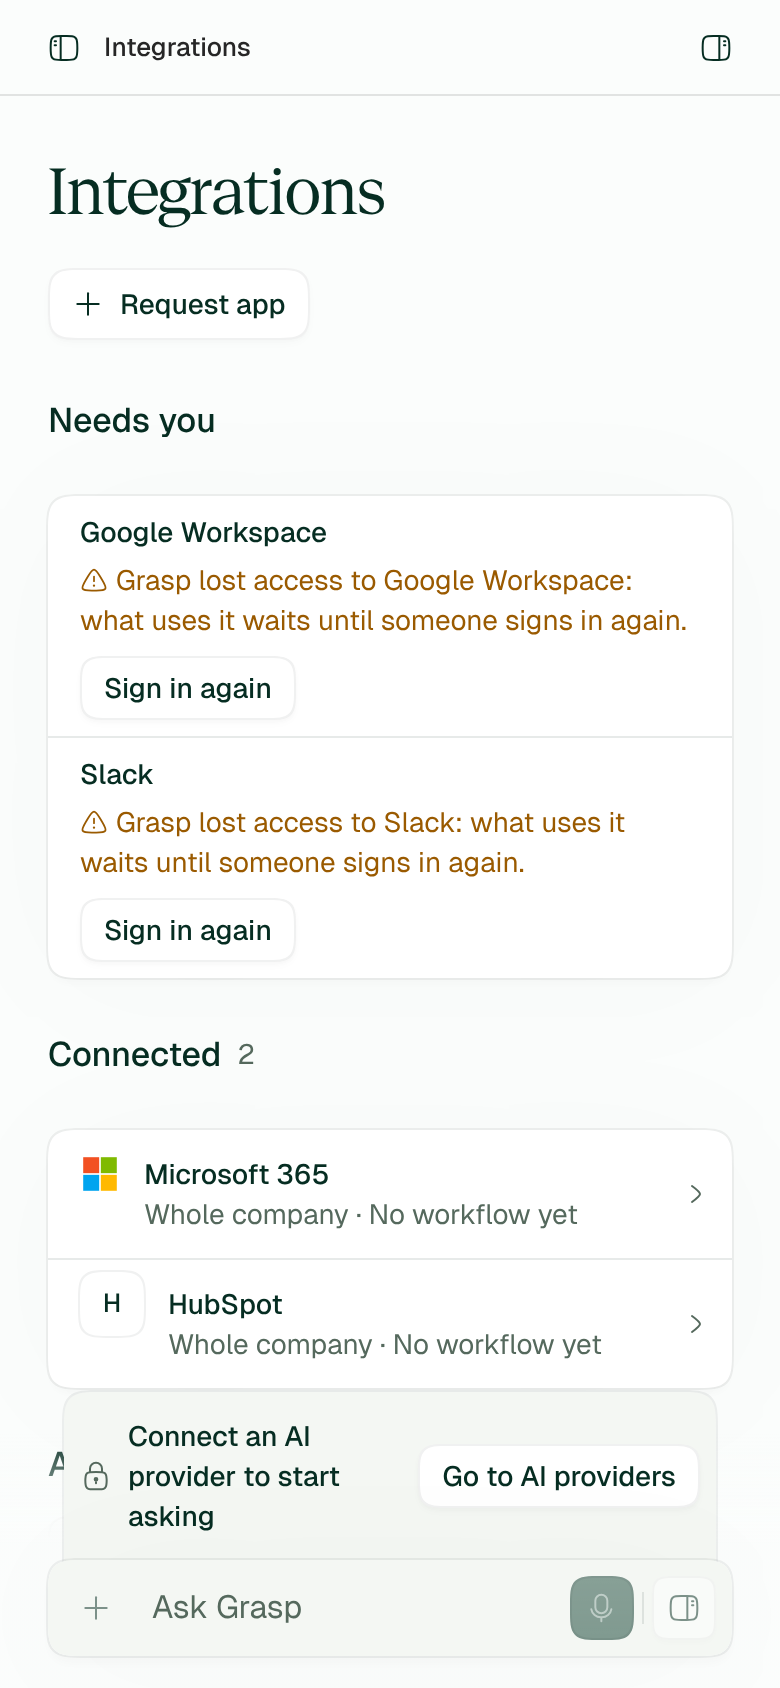 Integrations
Integrations
Request app
Needs you
Google Workspace
Grasp lost access to Google Workspace:
what uses it waits until someone signs in again.
Sign in again
Slack
Grasp lost access to Slack: what uses it
waits until someone signs in again.
Sign in again
Connected 2
Microsoft 365
Whole company · No workflow yet
H
HubSpot
Whole company · No workflow yet
Connect an AI
provider to start
asking
Go to AI providers
Ask Grasp